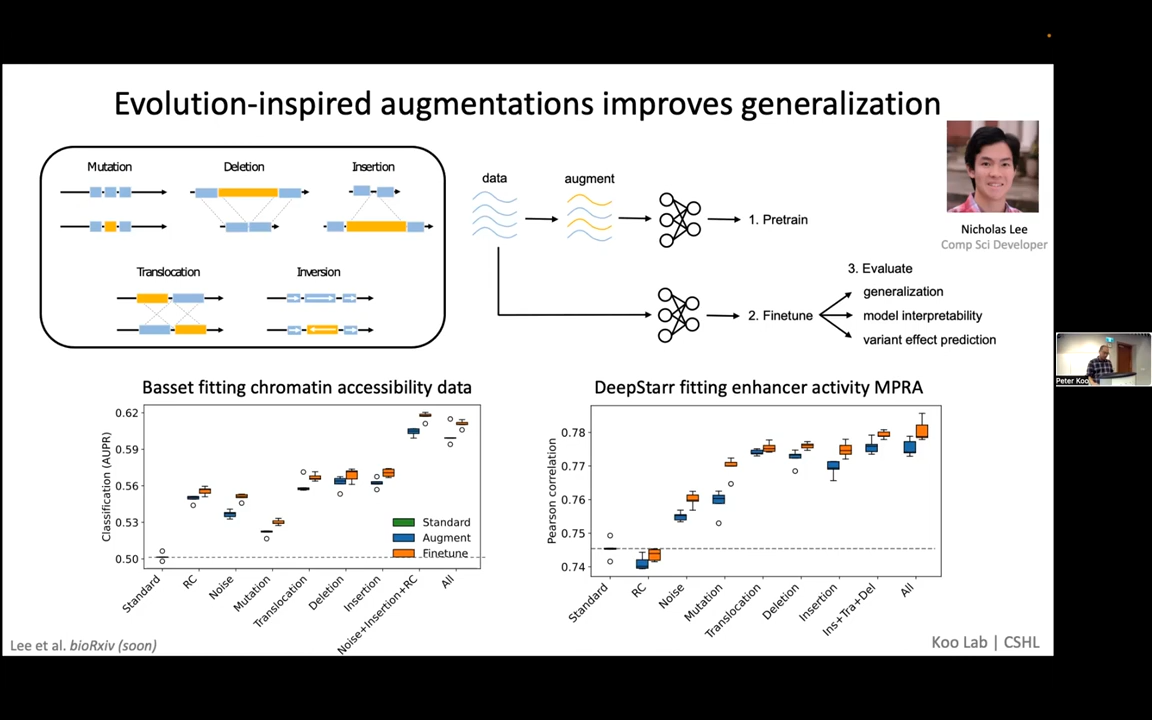 Evolution-inspired augmentations improves generalization
Mutation
Deletion
Insertion
Translocation
Inversion
data
augment
1. Pretrain
2. Finetune
3. Evaluate
generalization
model interpretability
variant effect prediction
Nicholas Lee
Comp Sci Developer
Peter Koo
Basset fitting chromatin accessibility data
Classification (AUPR)
0.62
0.59
0.56
0.53
0.50
Standard
Augment
Finetune
Standard
RC
Noise
Mutation
Translocation
Deletion
Insertion
Noise+Insertion+RC
All
DeepStarr fitting enhancer activity MPRA
Pearson correlation
0.78
0.77
0.76
0.75
0.74
Standard
RC
Noise
Mutation
Translocation
Deletion
Insertion
Ins+Tra+Del
All
Lee et al. bioRxiv (soon)
Koo Lab | CSHL